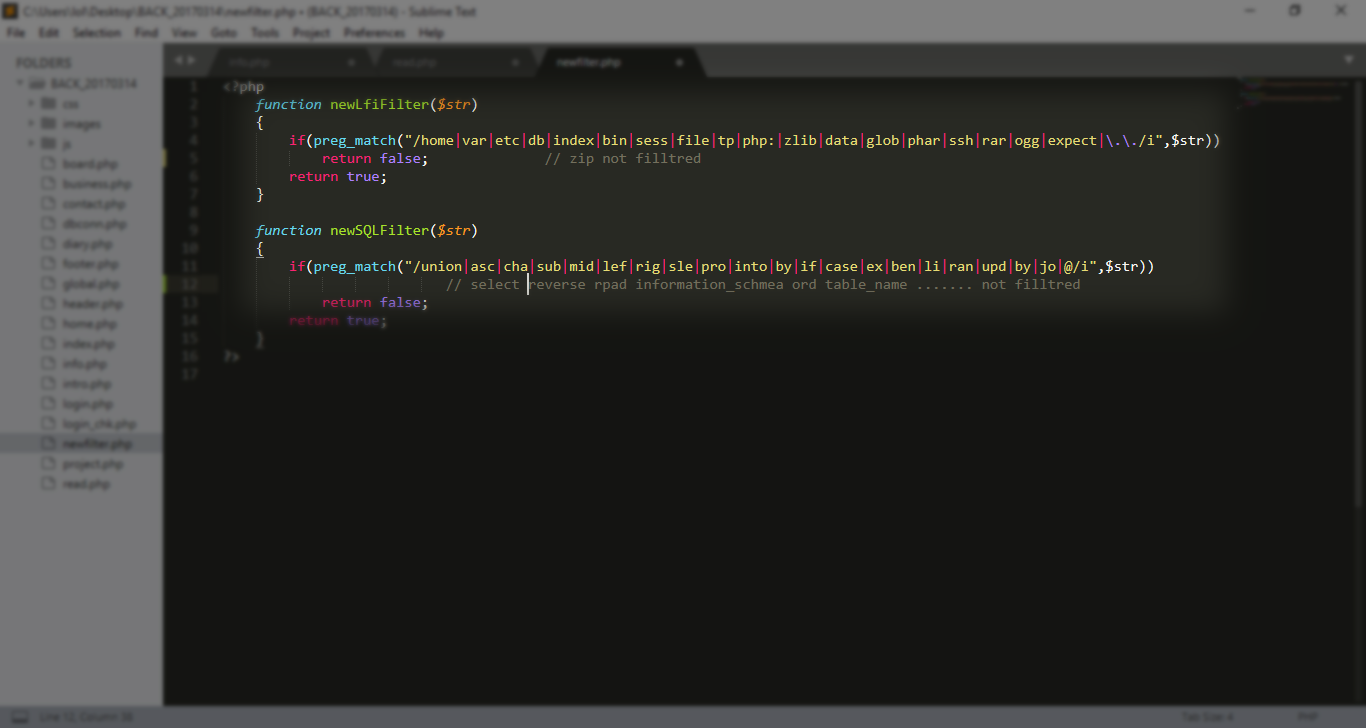 C:\Users\Jol\Desktop\BACK_20170314\newfilter.php • (BACK_20170314) - Sublime Text
File Edit Selection Find View Goto Tools Project Preferences Help
FOLDERS
BACK_20170314
css
images
js
board.php
business.php
contact.php
dbconn.php
diary.php
footer.php
global.php
header.php
home.php
index.php
info.php
intro.php
login.php
login_chk.php
newfilter.php
project.php
read.php
read.php
newfilter.php
1 <?php
2 function newLfiFilter($str)
3 {
4 if(preg_match("/home|var|etc|db|index|bin|sess|file|tp|php:|zlib|data|glob|phar|ssh|rar|ogg|expect|\.\./i",$str))
5 return false; // zip not filltred
6 return true;
7 }
8
9 function newSQLFilter($str)
10 {
11 if(preg_match("/union|asc|cha|sub|mid|lef|rig|sle|pro|into|by|if|case|ex|ben|li|ran|upd|by|jo|@/i",$str))
12 // select reverse rpad information_schmea ord table_name ....... not filltred
13 return false;
14 return true;
15 }
16 ?>
17
Line 12, Column 38
Tab Size: 4
PHP